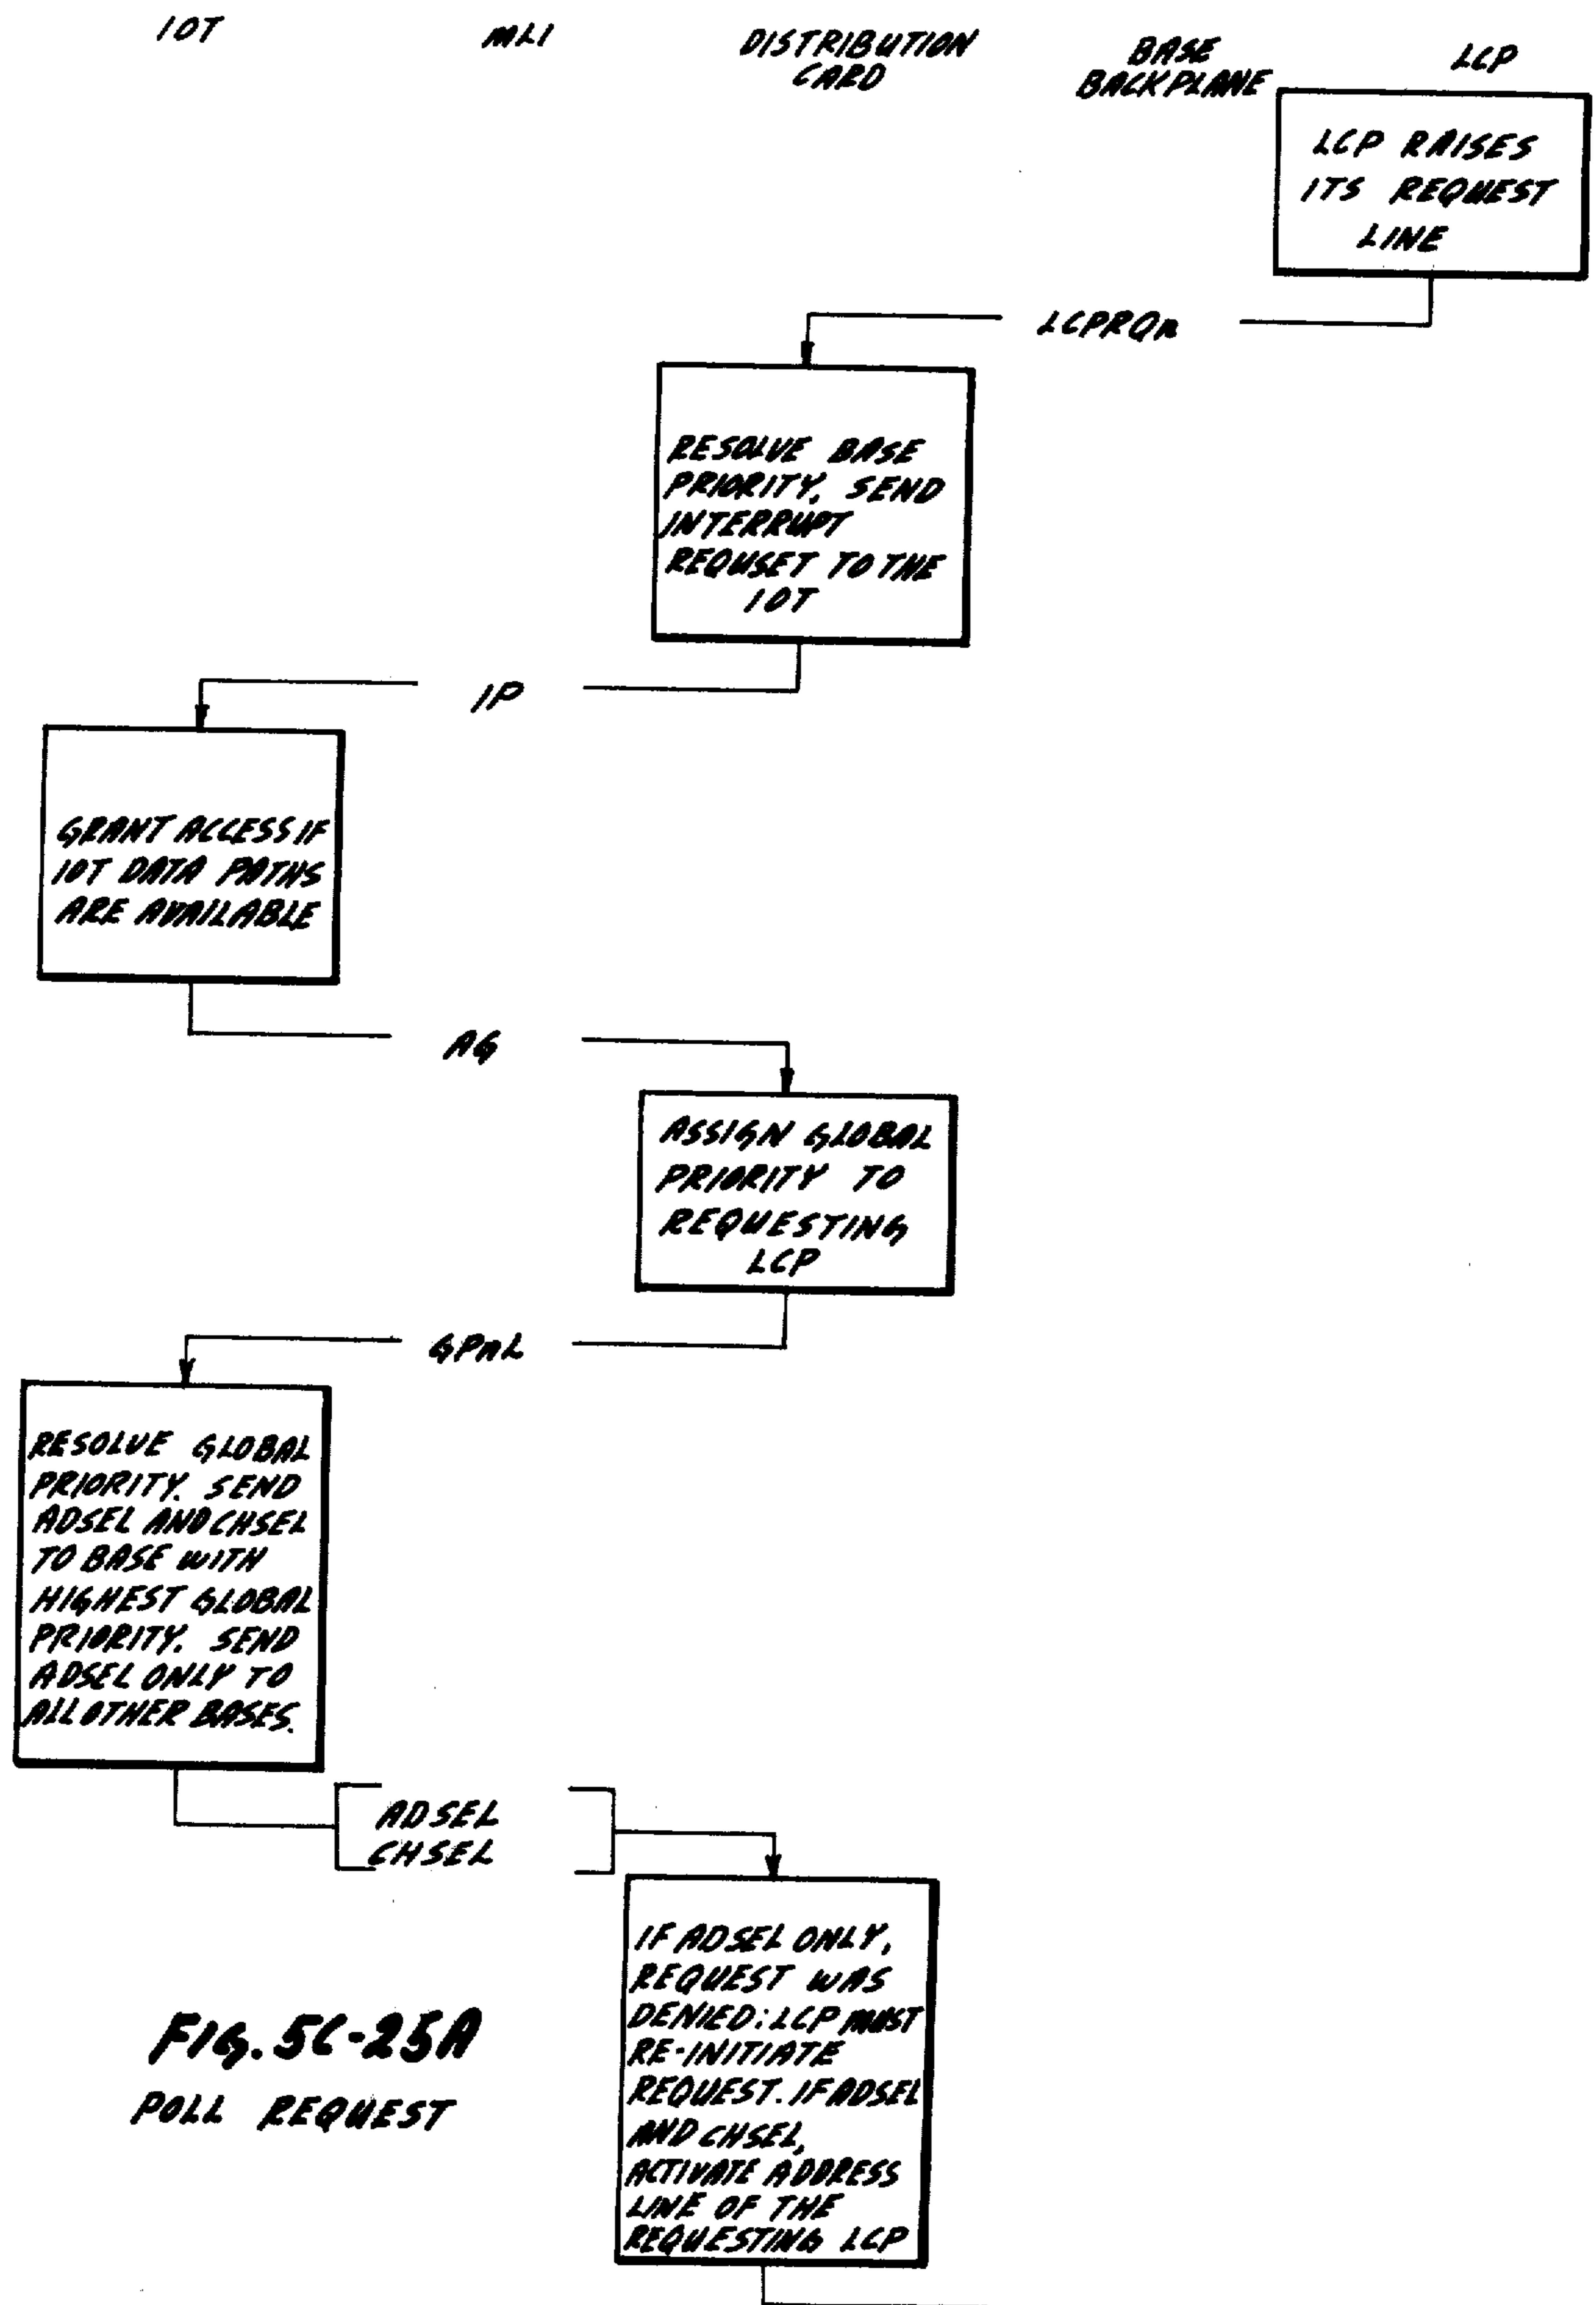 IOT
MLI
DISTRIBUTION
CARD
BASE
BACKPLANE
LCP
LCP RAISES
ITS REQUEST
LINE
LCPRQn
RESOLVE BASE
PRIORITY, SEND
INTERRUPT
REQUSET TO THE
IOT
IP
GRANT ACCESS IF
IOT DATA PATHS
ARE AVAILABLE
AG
ASSIGN GLOBAL
PRIORITY TO
REQUESTING
LCP
GPnL
RESOLVE GLOBAL
PRIORITY. SEND
ADSEL AND CHSEL
TO BASE WITH
HIGHEST GLOBAL
PRIORITY. SEND
ADSEL ONLY TO
ALL OTHER BASES.
ADSEL
CHSEL
IF ADSEL ONLY,
REQUEST WAS
DENIED: LCP MUST
RE-INITIATE
REQUEST. IF ADSEL
AND CHSEL,
ACTIVATE ADDRESS
LINE OF THE
REQUESTING LCP
FIG. 5C-25A
POLL REQUEST